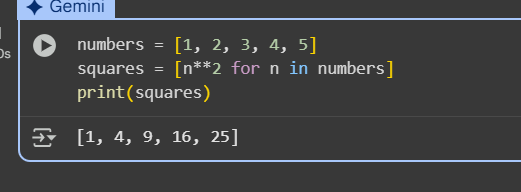 Gemini
0s
numbers = [1, 2, 3, 4, 5]
squares = [n**2 for n in numbers]
print(squares)
[1, 4, 9, 16, 25]